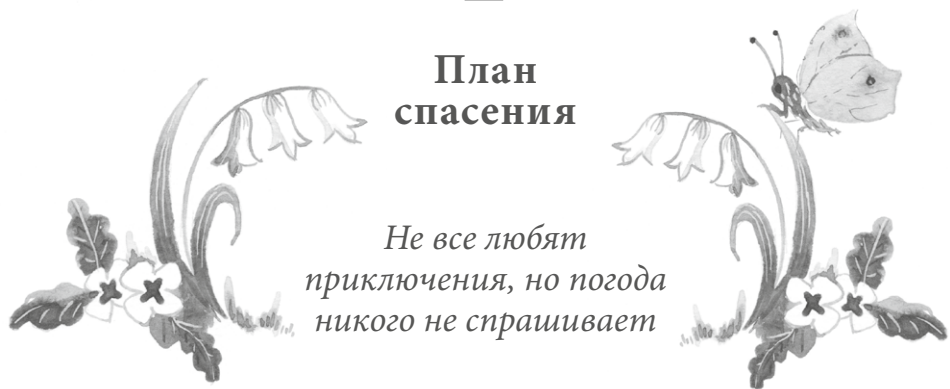 План
спасения
Не все любят
приключения, но погода
никого не спрашивает